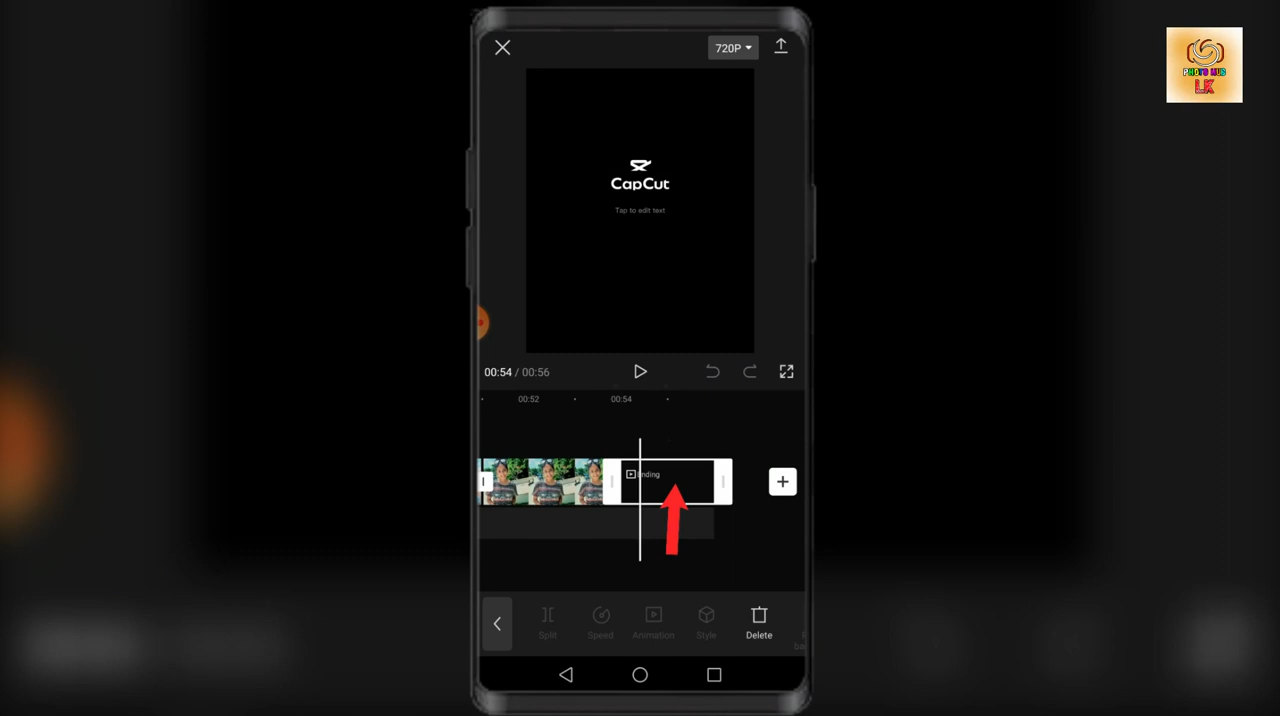 720P
PHOTO HUB
LK
CapCut
Tap to edit text
00:54 / 00:56
00:52
00:54
Ending
Split
Speed
Animation
Style
Delete